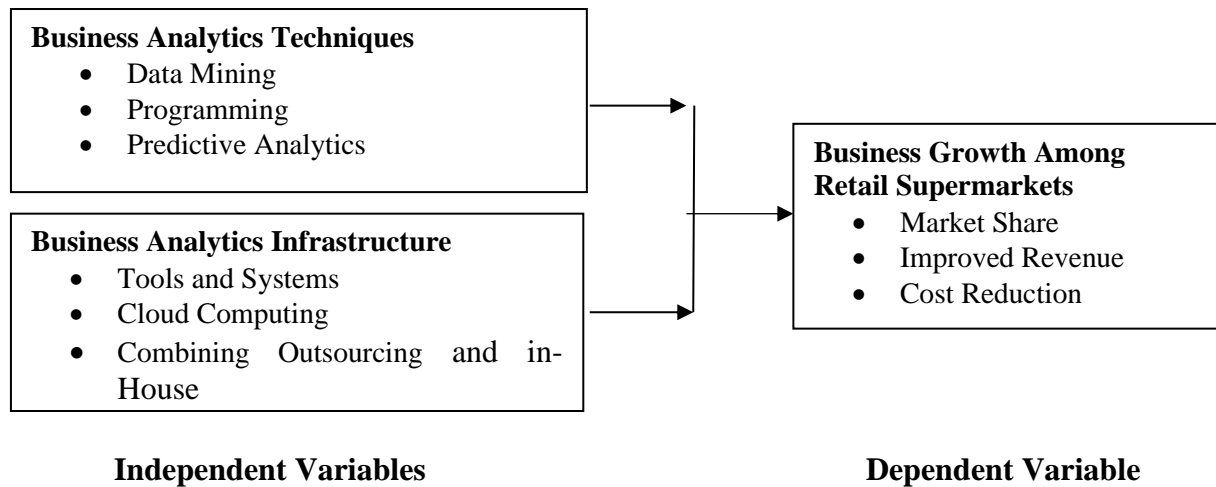 Business Analytics Techniques
• Data Mining
• Programming
• Predictive Analytics
Business Analytics Infrastructure
• Tools and Systems
• Cloud Computing
• Combining Outsourcing and in-
House
Business Growth Among
Retail Supermarkets
• Market Share
• Improved Revenue
• Cost Reduction
Independent Variables
Dependent Variable